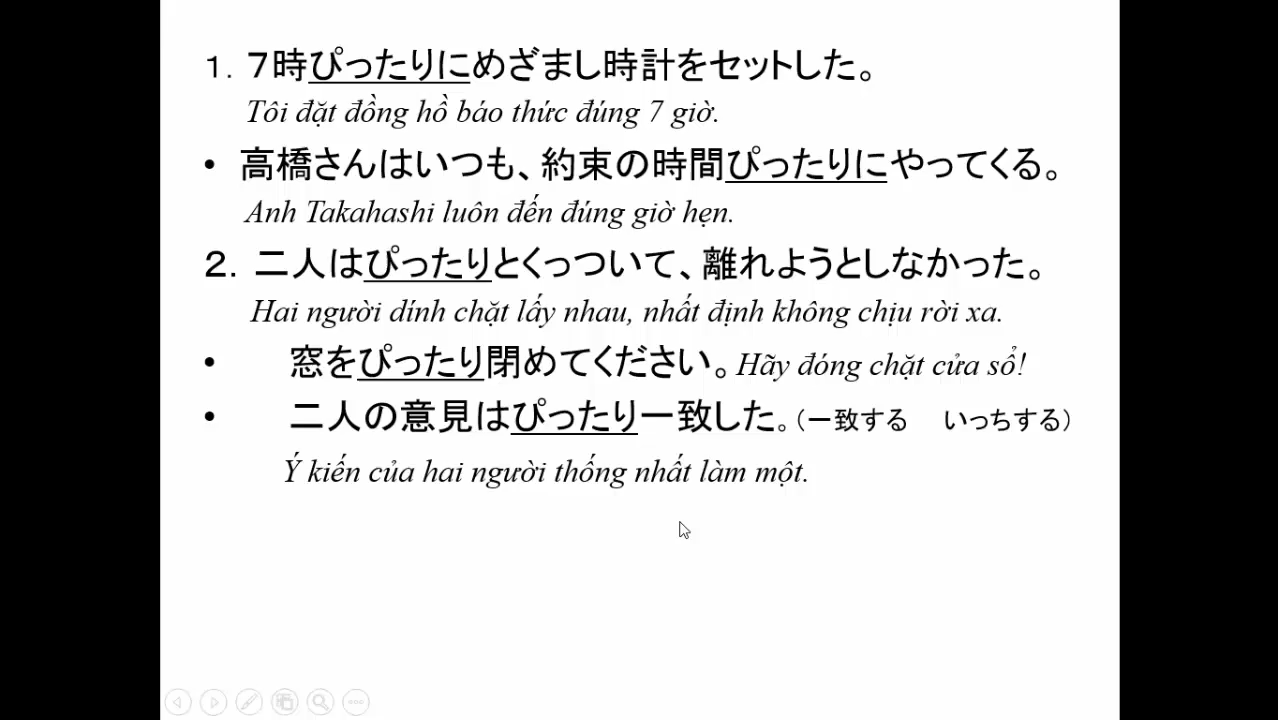 1. ７時ぴったりにめざまし時計をセットした。
Tôi đặt đồng hồ báo thức đúng 7 giờ.
• 高橋さんはいつも、約束の時間ぴったりにやってくる。
Anh Takahashi luôn đến đúng giờ hẹn.
2. 二人はぴったりとくっついて、離れようとしなかった。
Hai người dính chặt lấy nhau, nhất định không chịu rời xa.
• 窓をぴったり閉めてください。Hãy đóng chặt cửa sổ!
• 二人の意見はぴったり一致した。（一致する　いっちする）
Ý kiến của hai người thống nhất làm một.